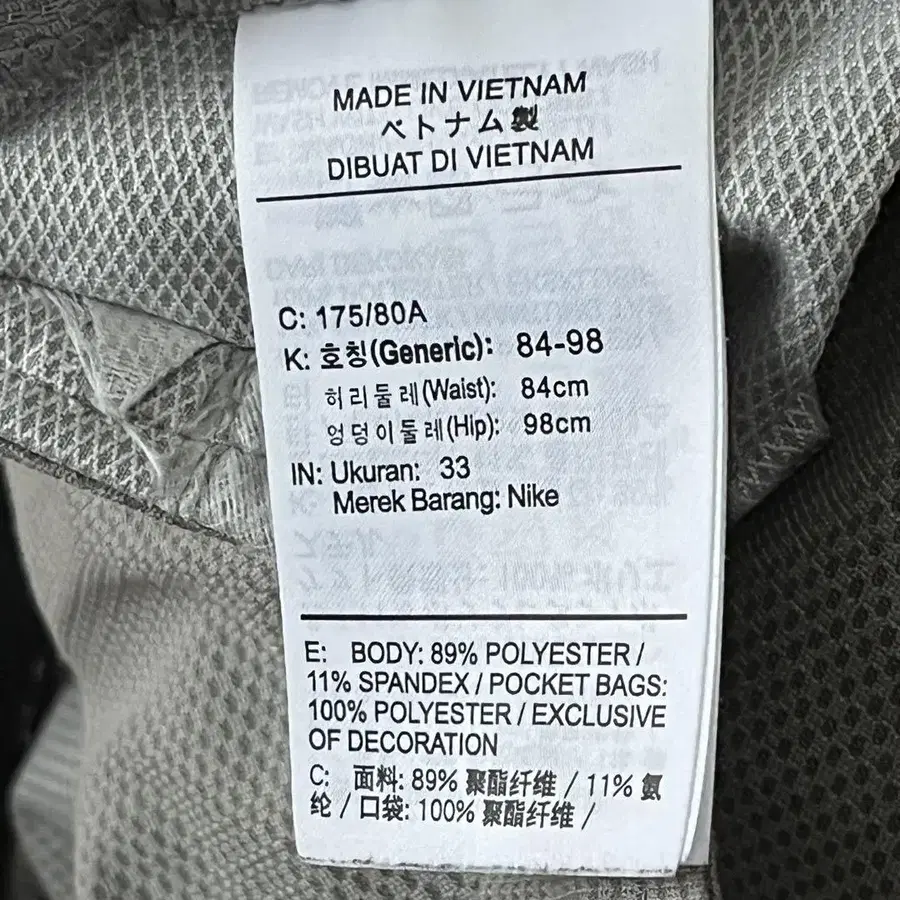 MADE IN VIETNAM
ベトナム製
DIBUAT DI VIETNAM
C: 175/80A
K: 호칭(Generic): 84-98
허리둘레(Waist): 84cm
엉덩이둘레(Hip): 98cm
IN: Ukuran: 33
Merek Barang: Nike
E: BODY: 89% POLYESTER /
11% SPANDEX / POCKET BAGS:
100% POLYESTER / EXCLUSIVE
OF DECORATION
C: 面料: 89% 聚酯纤维 / 11% 氨
纶 / 口袋: 100% 聚酯纤维 /